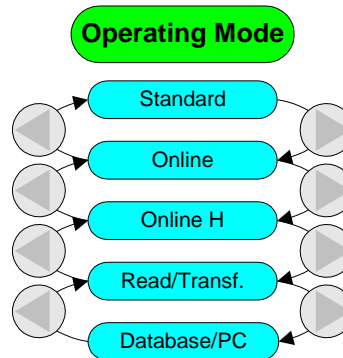 Operating Mode
Standard
Online
Online H
Read/Transf.
Database/PC